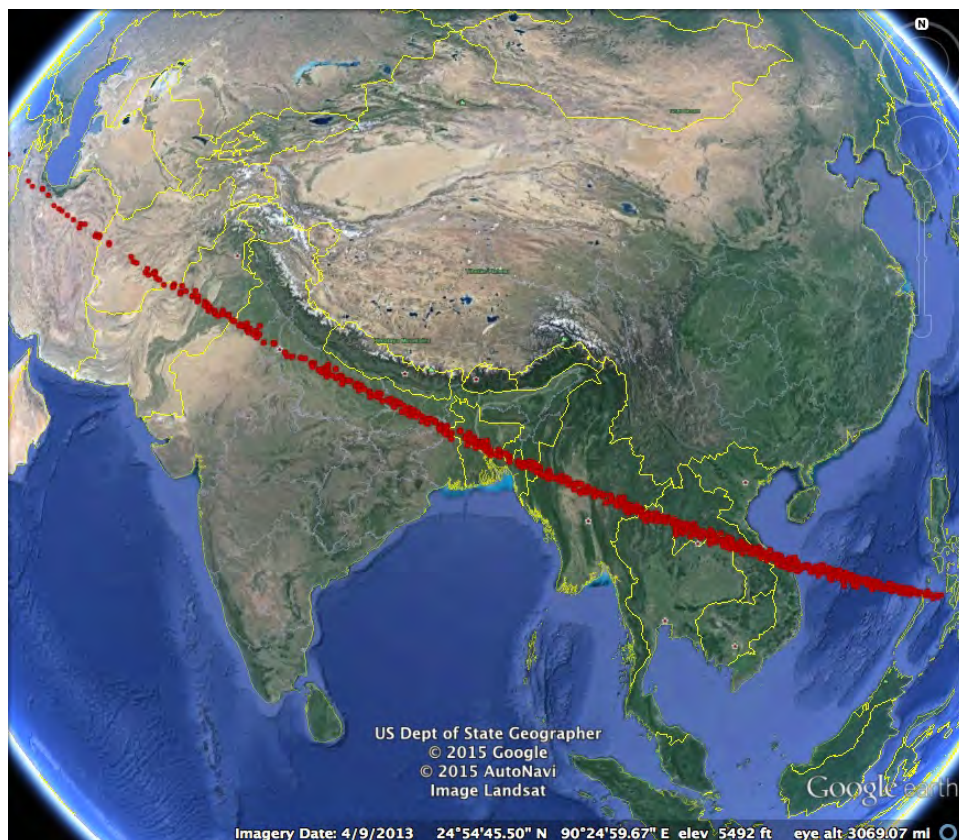 N
US Dept of State Geographer
© 2015 Google
© 2015 AutoNavi
Image Landsat
Google earth
Imagery Date: 4/9/2013 24°54'45.50" N 90°24'59.67" E elev 5492 ft eye alt 3069.07 mi